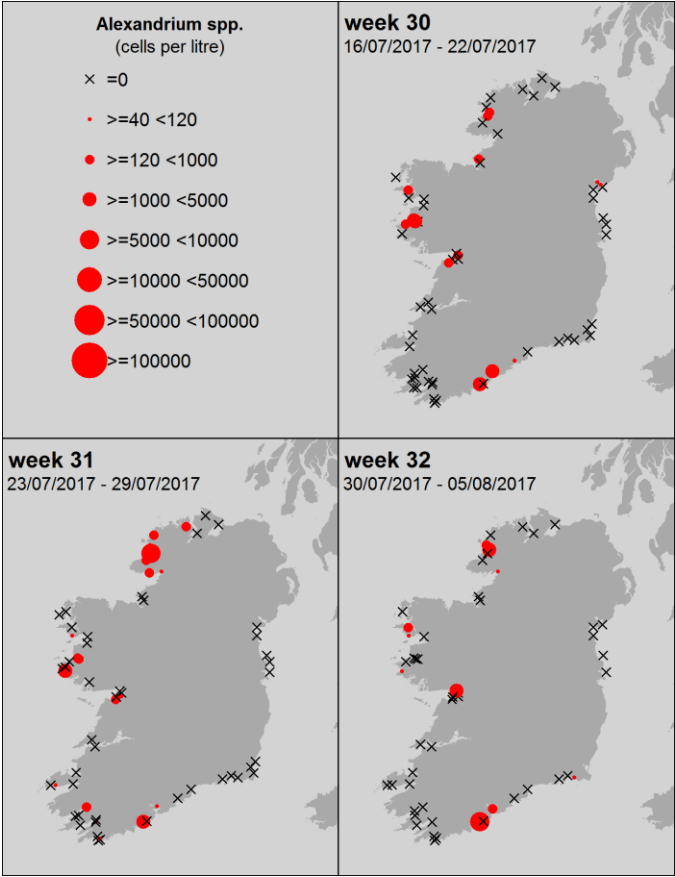 Alexandrium spp.
(cells per litre)
=0
>=40 <120
>=120 <1000
>=1000 <5000
>=5000 <10000
>=10000 <50000
>=50000 <100000
>=100000
week 30
16/07/2017 - 22/07/2017
week 31
23/07/2017 - 29/07/2017
week 32
30/07/2017 - 05/08/2017